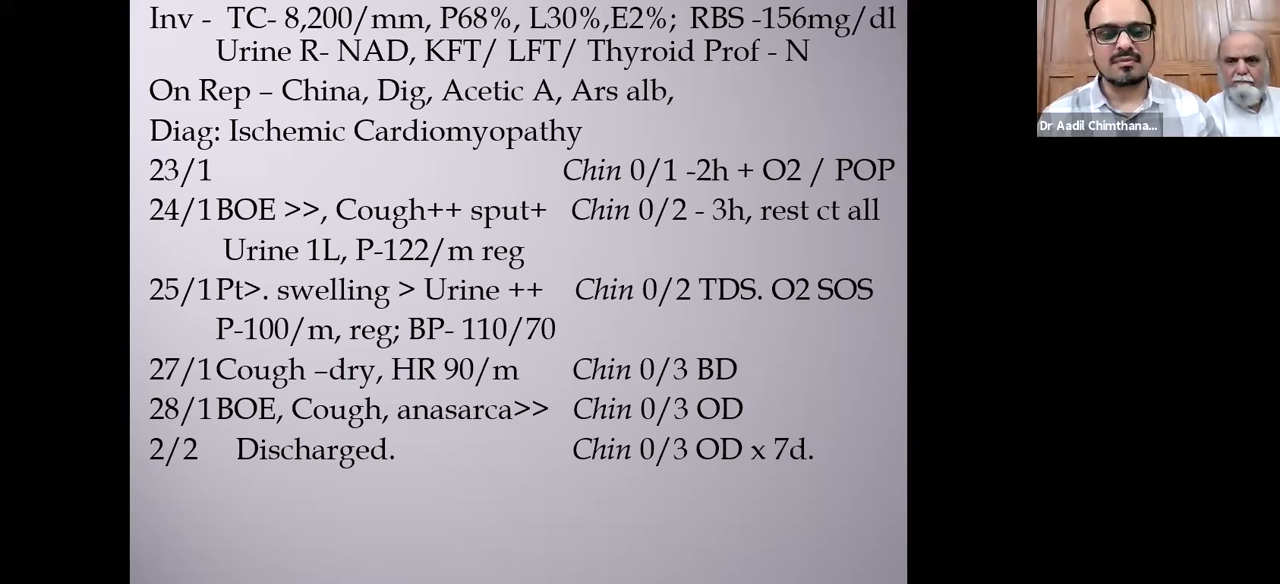 Inv - TC- 8,200/mm, P68%, L30%,E2%; RBS -156mg/dl
Urine R- NAD, KFT/ LFT/ Thyroid Prof - N
On Rep – China, Dig, Acetic A, Ars alb,
Diag: Ischemic Cardiomyopathy
23/1 Chin 0/1 -2h + O2 / POP
24/1 BOE >>, Cough++ sput+ Chin 0/2 - 3h, rest ct all
Urine 1L, P-122/m reg
25/1 Pt>. swelling > Urine ++ Chin 0/2 TDS. O2 SOS
P-100/m, reg; BP- 110/70
27/1 Cough –dry, HR 90/m Chin 0/3 BD
28/1 BOE, Cough, anasarca>> Chin 0/3 OD
2/2 Discharged. Chin 0/3 OD x 7d.
Dr Aadil Chimthana...